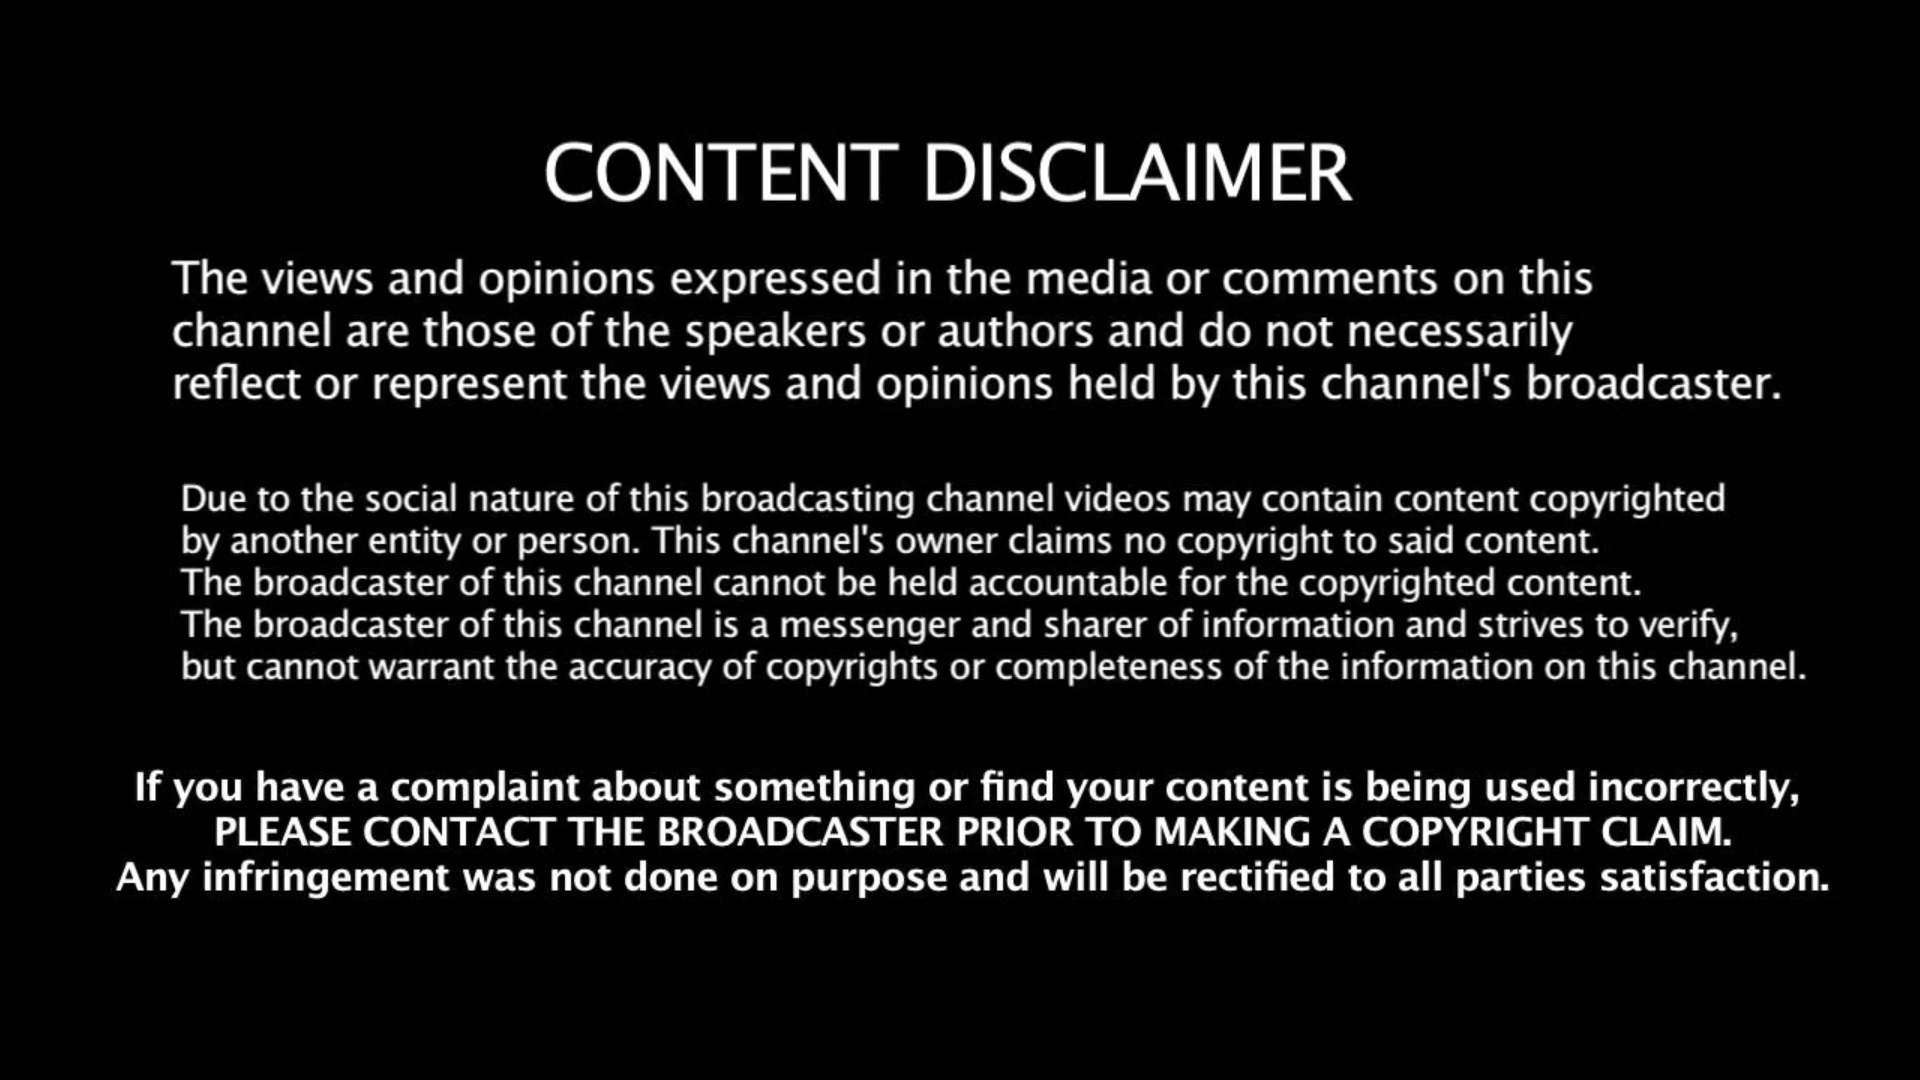 CONTENT DISCLAIMER
The views and opinions expressed in the media or comments on this
channel are those of the speakers or authors and do not necessarily
reflect or represent the views and opinions held by this channel's broadcaster.
Due to the social nature of this broadcasting channel videos may contain content copyrighted
by another entity or person. This channel's owner claims no copyright to said content.
The broadcaster of this channel cannot be held accountable for the copyrighted content.
The broadcaster of this channel is a messenger and sharer of information and strives to verify,
but cannot warrant the accuracy of copyrights or completeness of the information on this channel.
If you have a complaint about something or find your content is being used incorrectly,
PLEASE CONTACT THE BROADCASTER PRIOR TO MAKING A COPYRIGHT CLAIM.
Any infringement was not done on purpose and will be rectified to all parties satisfaction.